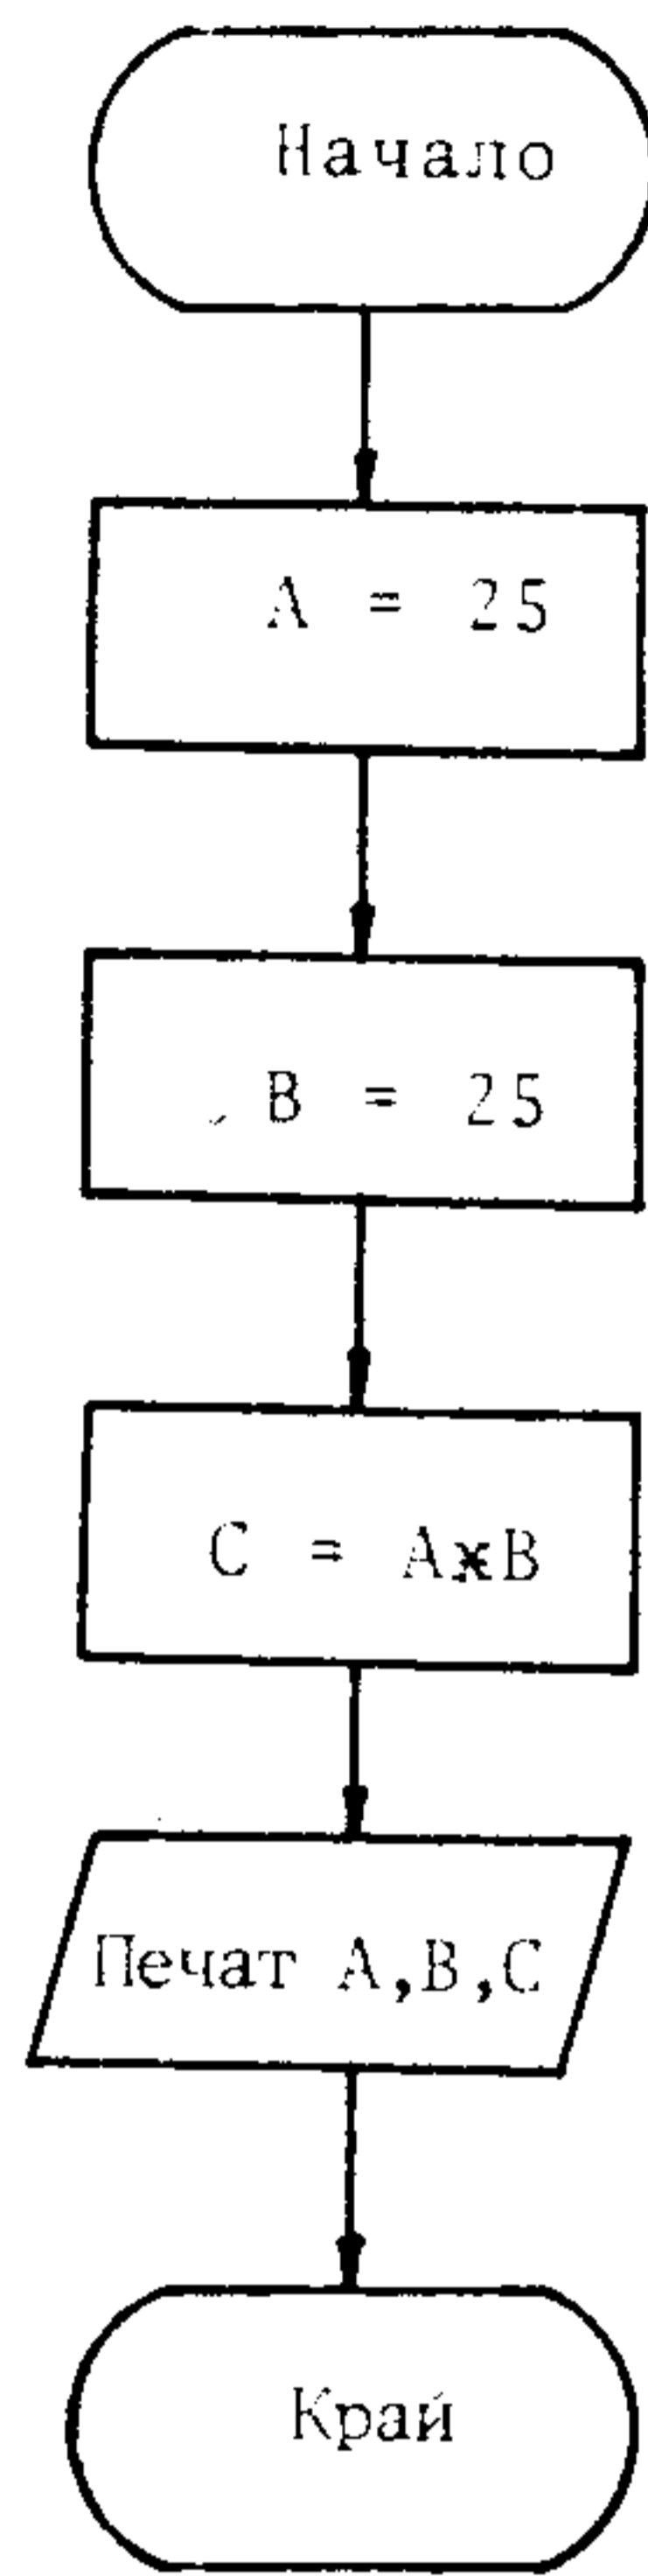 Начало
A = 25
B = 25
C = A*B
Печат A,B,C
Край